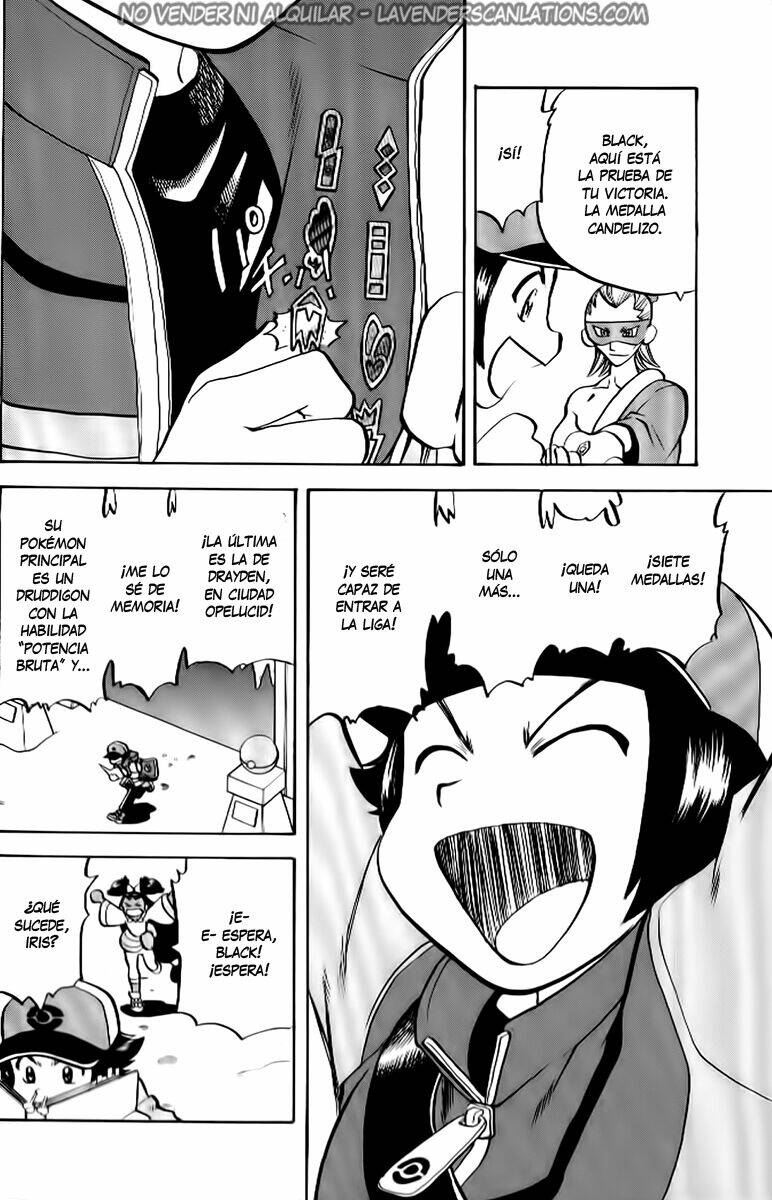 NO VENDER NI ALQUILAR - LAVENDERSCANLATIONS.COM
BLACK,
AQUÍ ESTÁ
LA PRUEBA DE
TU VICTORIA.
LA MEDALLA
CANDELIZO.
¡SÍ!
¡SIETE
MEDALLAS!
¡QUEDA
UNA!
SÓLO
UNA
MÁS...
¡Y SERÉ
CAPAZ DE
ENTRAR A
LA LIGA!
¡LA ÚLTIMA
ES LA DE
DRAYDEN,
EN CIUDAD
OPELUCID!
¡ME LO
SÉ DE
MEMORIA!
SU
POKÉMON
PRINCIPAL
ES UN
DRUDDIGON
CON LA
HABILIDAD
"POTENCIA
BRUTA" Y...
¡E-
E- ESPERA,
BLACK!
¡ESPERA!
¿QUÉ
SUCEDE,
IRIS?